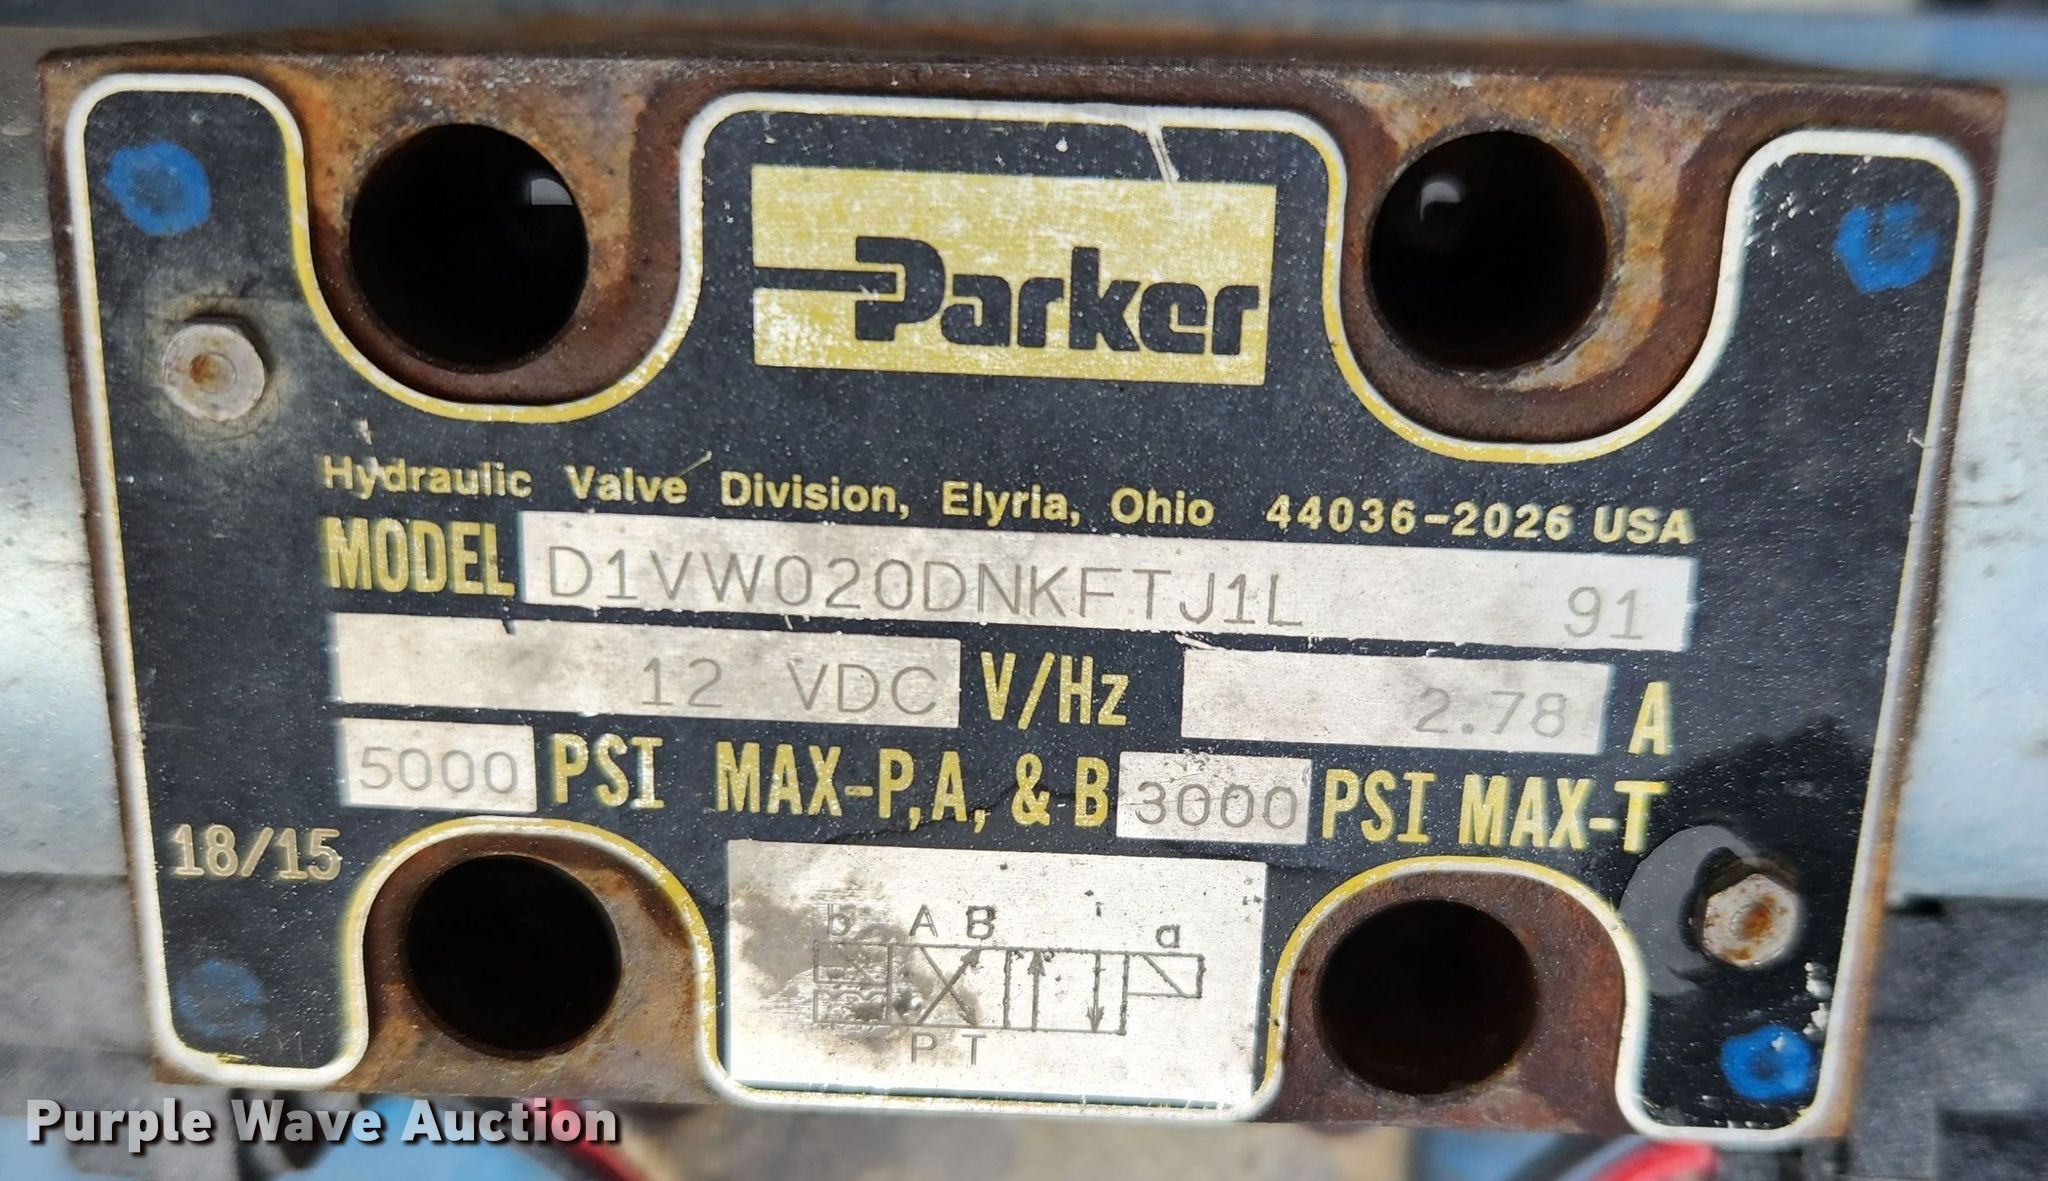 Parker
Hydraulic Valve Division, Elyria, Ohio 44036-2026 USA
MODEL D1VW020DNKFTJ1L 91
12 VDC V/Hz 2.78 A
5000 PSI MAX-P,A, & B 3000 PSI MAX-T
18/15
b A B a
P T
Purple Wave Auction